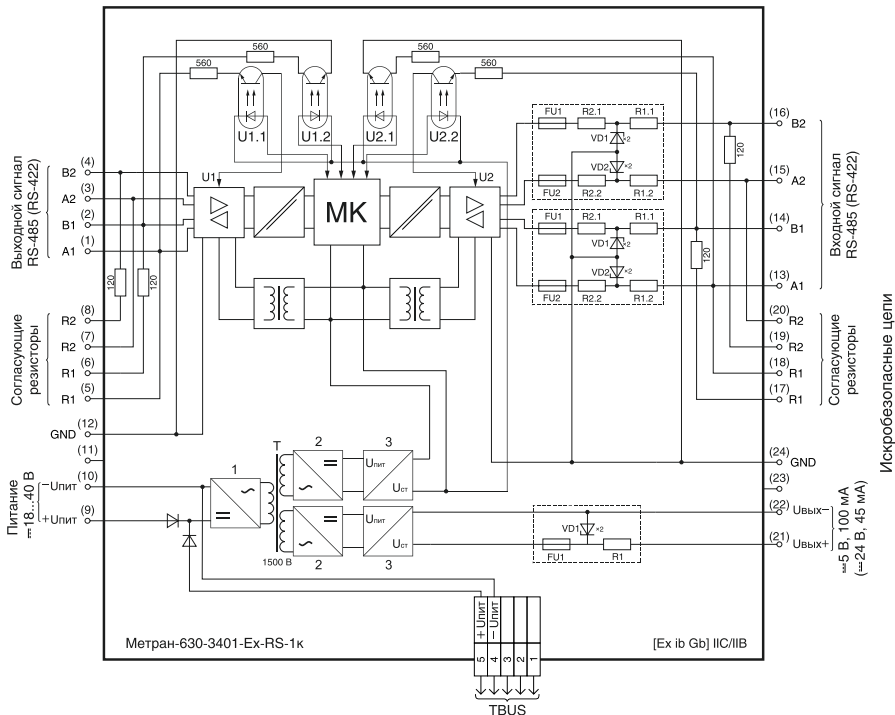 560
560
560
560
U1.1
U1.2
U2.1
U2.2
U1
U2
МК
Выходной сигнал
RS-485 (RS-422)
(4)
B2
(3)
A2
(2)
B1
(1)
A1
120
120
Согласующие
резисторы
(8)
R2
(7)
R2
(6)
R1
(5)
R1
(12)
GND
(11)
(10)
−Uпит
(9)
+Uпит
Питание
18...40 В
FU1
R2.1
R1.1
VD1
×2
VD2
×2
FU2
R2.2
R1.2
FU1
R2.1
R1.1
VD1
×2
VD2
×2
FU2
R2.2
R1.2
120
120
(16)
B2
(15)
A2
(14)
B1
(13)
A1
Входной сигнал
RS-485 (RS-422)
(20)
R2
(19)
R2
(18)
R1
(17)
R1
Согласующие
резисторы
Искробезопасные цепи
(24)
GND
(23)
(22)
Uвых−
(21)
Uвых+
5 В, 100 мА
(24 В, 45 мА)
1
T
2
3
Uпит
Uст
1500 В
Uпит
Uст
2
3
VD1
×2
FU1
R1
+Uпит
−Uпит
5
4
3
2
1
TBUS
Метран-630-3401-Ex-RS-1к
[Ex ib Gb] IIC/IIB